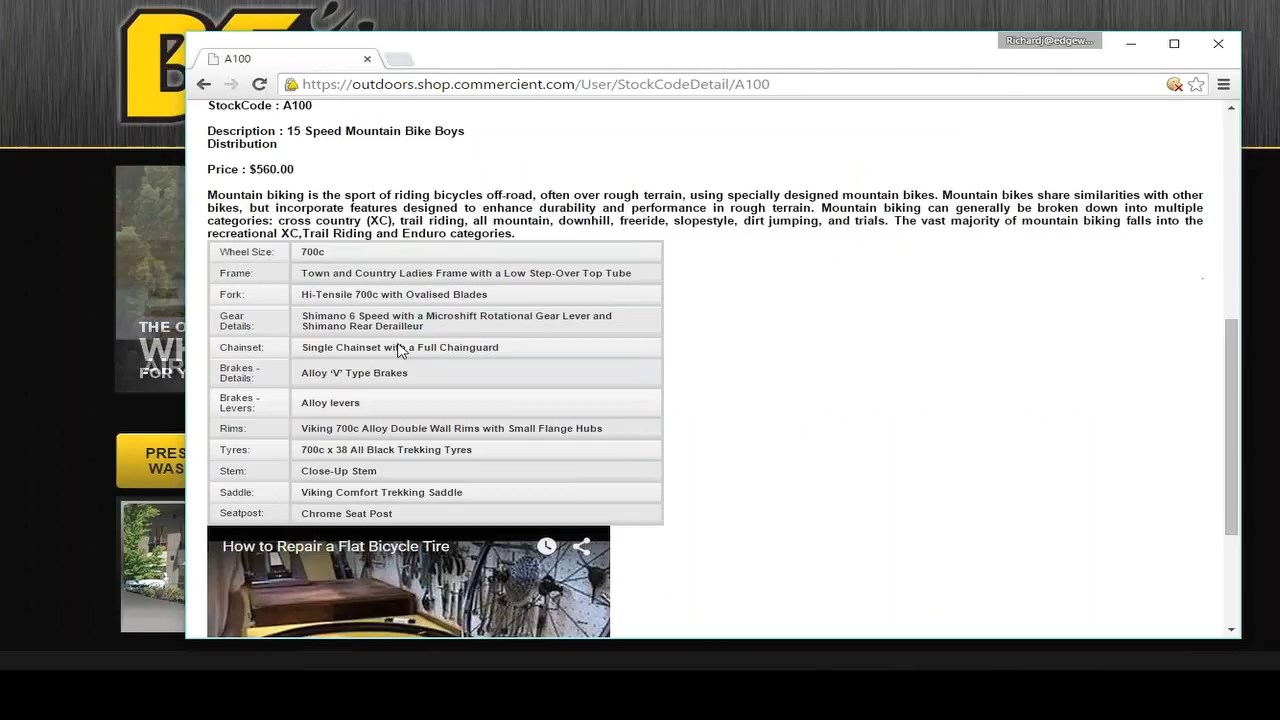 BE
Richardj@edgew...
A100
https://outdoors.shop.commercient.com/User/StockCodeDetail/A100
StockCode : A100
Description : 15 Speed Mountain Bike Boys
Distribution
Price : $560.00
Mountain biking is the sport of riding bicycles off-road, often over rough terrain, using specially designed mountain bikes. Mountain bikes share similarities with other
bikes, but incorporate features designed to enhance durability and performance in rough terrain. Mountain biking can generally be broken down into multiple
categories: cross country (XC), trail riding, all mountain, downhill, freeride, slopestyle, dirt jumping, and trials. The vast majority of mountain biking falls into the
recreational XC,Trail Riding and Enduro categories.
Wheel Size: 700c
Frame: Town and Country Ladies Frame with a Low Step-Over Top Tube
Fork: Hi-Tensile 700c with Ovalised Blades
Gear Details: Shimano 6 Speed with a Microshift Rotational Gear Lever and
Shimano Rear Derailleur
Chainset: Single Chainset with a Full Chainguard
Brakes - Details: Alloy ‘V’ Type Brakes
Brakes - Levers: Alloy levers
Rims: Viking 700c Alloy Double Wall Rims with Small Flange Hubs
Tyres: 700c x 38 All Black Trekking Tyres
Stem: Close-Up Stem
Saddle: Viking Comfort Trekking Saddle
Seatpost: Chrome Seat Post
How to Repair a Flat Bicycle Tire
THE O
WH
AIR
FOR Y
PRES
WAS